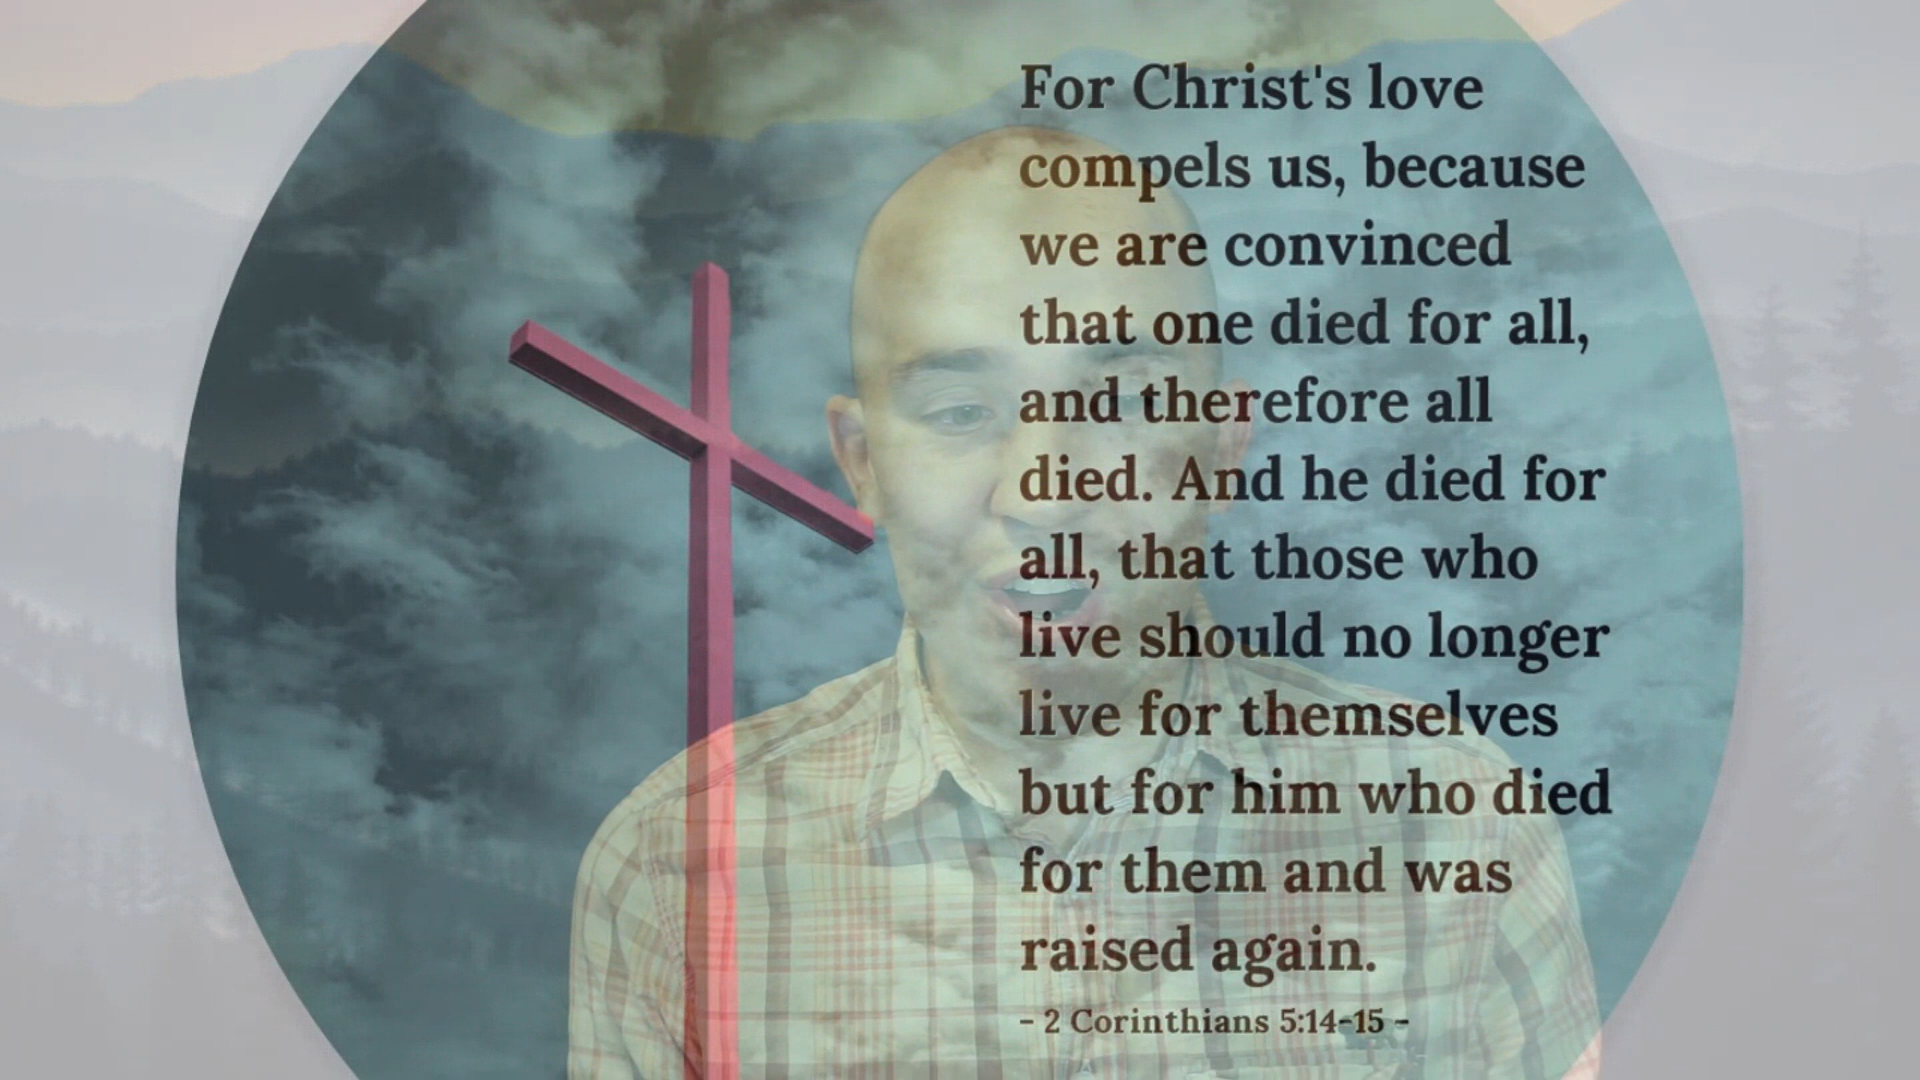 For Christ's love
compels us, because
we are convinced
that one died for all,
and therefore all
died. And he died for
all, that those who
live should no longer
live for themselves
but for him who died
for them and was
raised again.
- 2 Corinthians 5:14-15 -